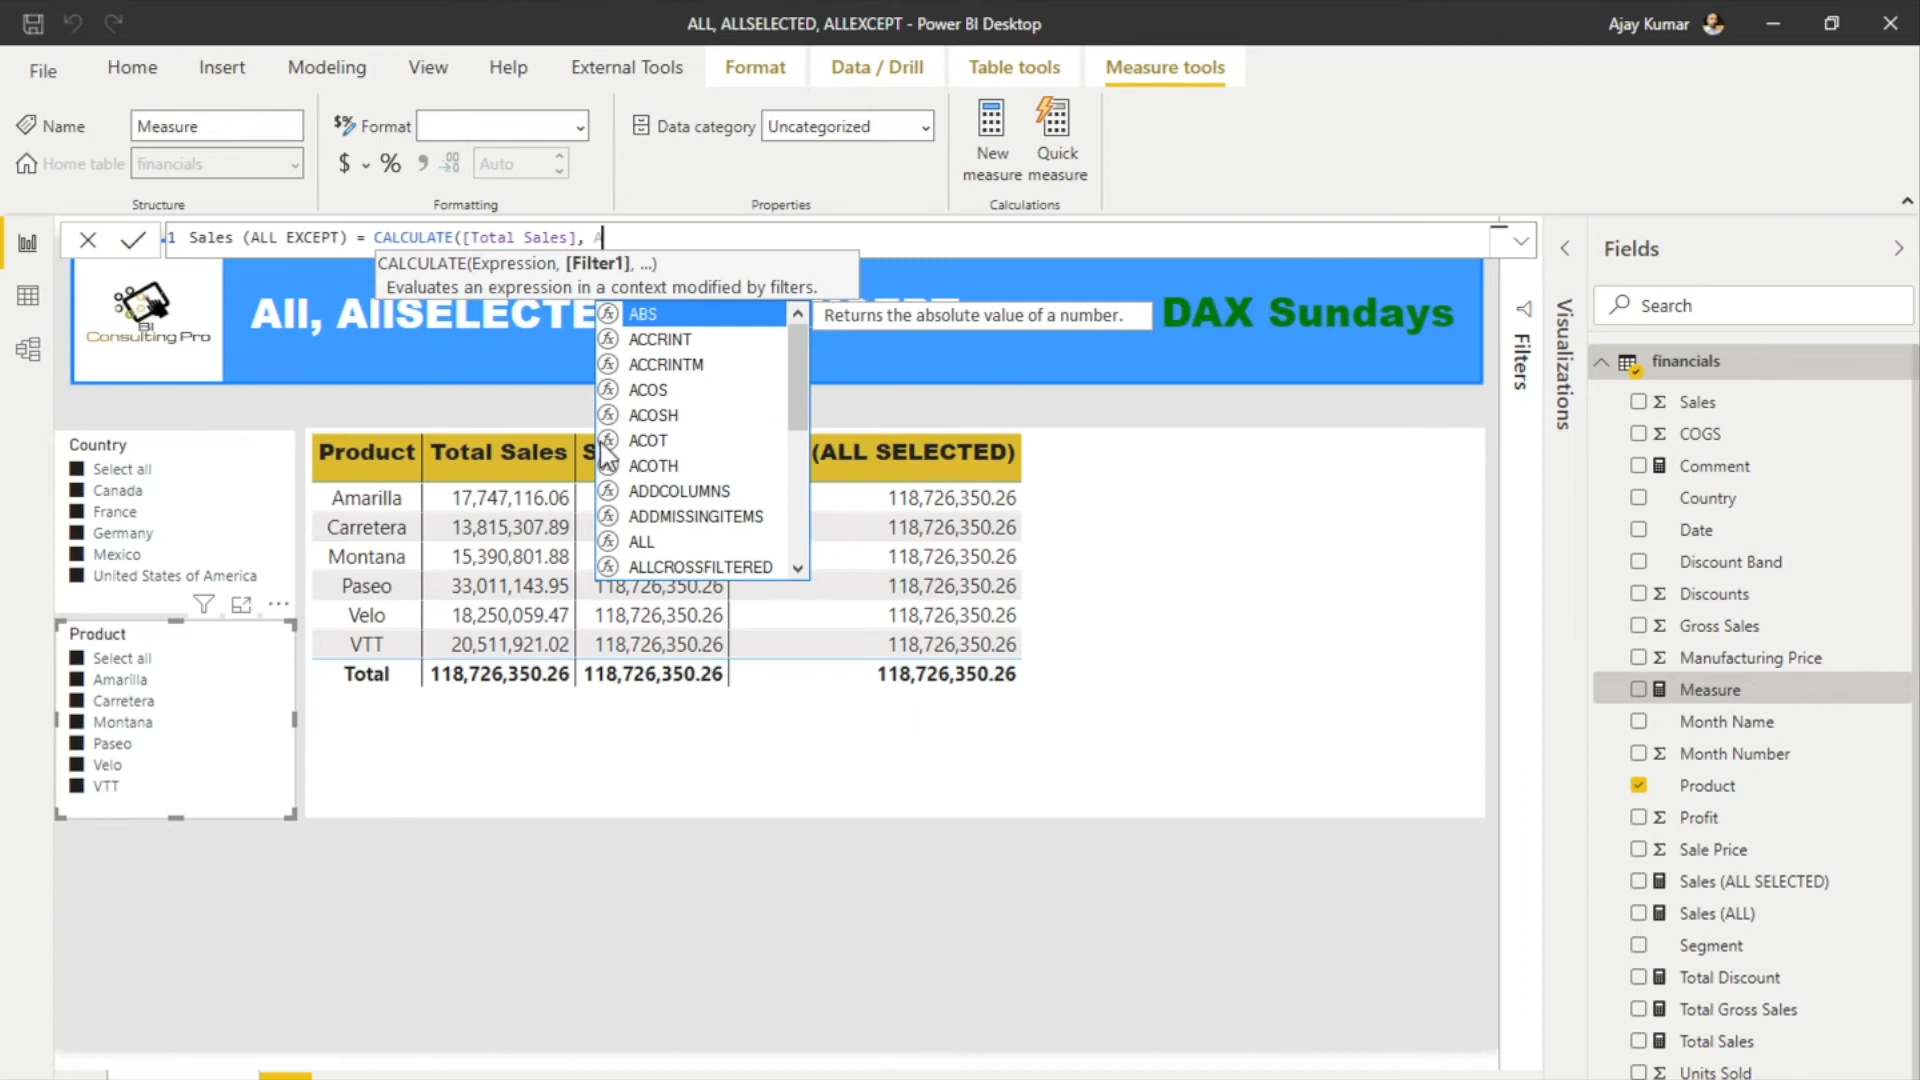 ALL, ALLSELECTED, ALLEXCEPT - Power BI Desktop
Ajay Kumar
File
Home
Insert
Modeling
View
Help
External Tools
Format
Data / Drill
Table tools
Measure tools
Name
Measure
Home table
financials
Structure
Format
$
%
Auto
Formatting
Data category
Uncategorized
Properties
New
measure
Quick
measure
Calculations
1 Sales (ALL EXCEPT) = CALCULATE([Total Sales], A
CALCULATE(Expression, [Filter1], ...)
Evaluates an expression in a context modified by filters.
BI
Consulting Pro
All, AllSELECTE
DAX Sundays
ABS
Returns the absolute value of a number.
ACCRINT
ACCRINTM
ACOS
ACOSH
ACOT
ACOTH
ADDCOLUMNS
ADDMISSINGITEMS
ALL
ALLCROSSFILTERED
Country
Select all
Canada
France
Germany
Mexico
United States of America
Product
Select all
Amarilla
Carretera
Montana
Paseo
Velo
VTT
Product Total Sales S (ALL SELECTED)
Amarilla 17,747,116.06 118,726,350.26
Carretera 13,815,307.89 118,726,350.26
Montana 15,390,801.88 118,726,350.26
Paseo 33,011,143.95 118,726,350.26 118,726,350.26
Velo 18,250,059.47 118,726,350.26 118,726,350.26
VTT 20,511,921.02 118,726,350.26 118,726,350.26
Total 118,726,350.26 118,726,350.26 118,726,350.26
Filters
Visualizations
Fields
Search
financials
Sales
COGS
Comment
Country
Date
Discount Band
Discounts
Gross Sales
Manufacturing Price
Measure
Month Name
Month Number
Product
Profit
Sale Price
Sales (ALL SELECTED)
Sales (ALL)
Segment
Total Discount
Total Gross Sales
Total Sales
Units Sold